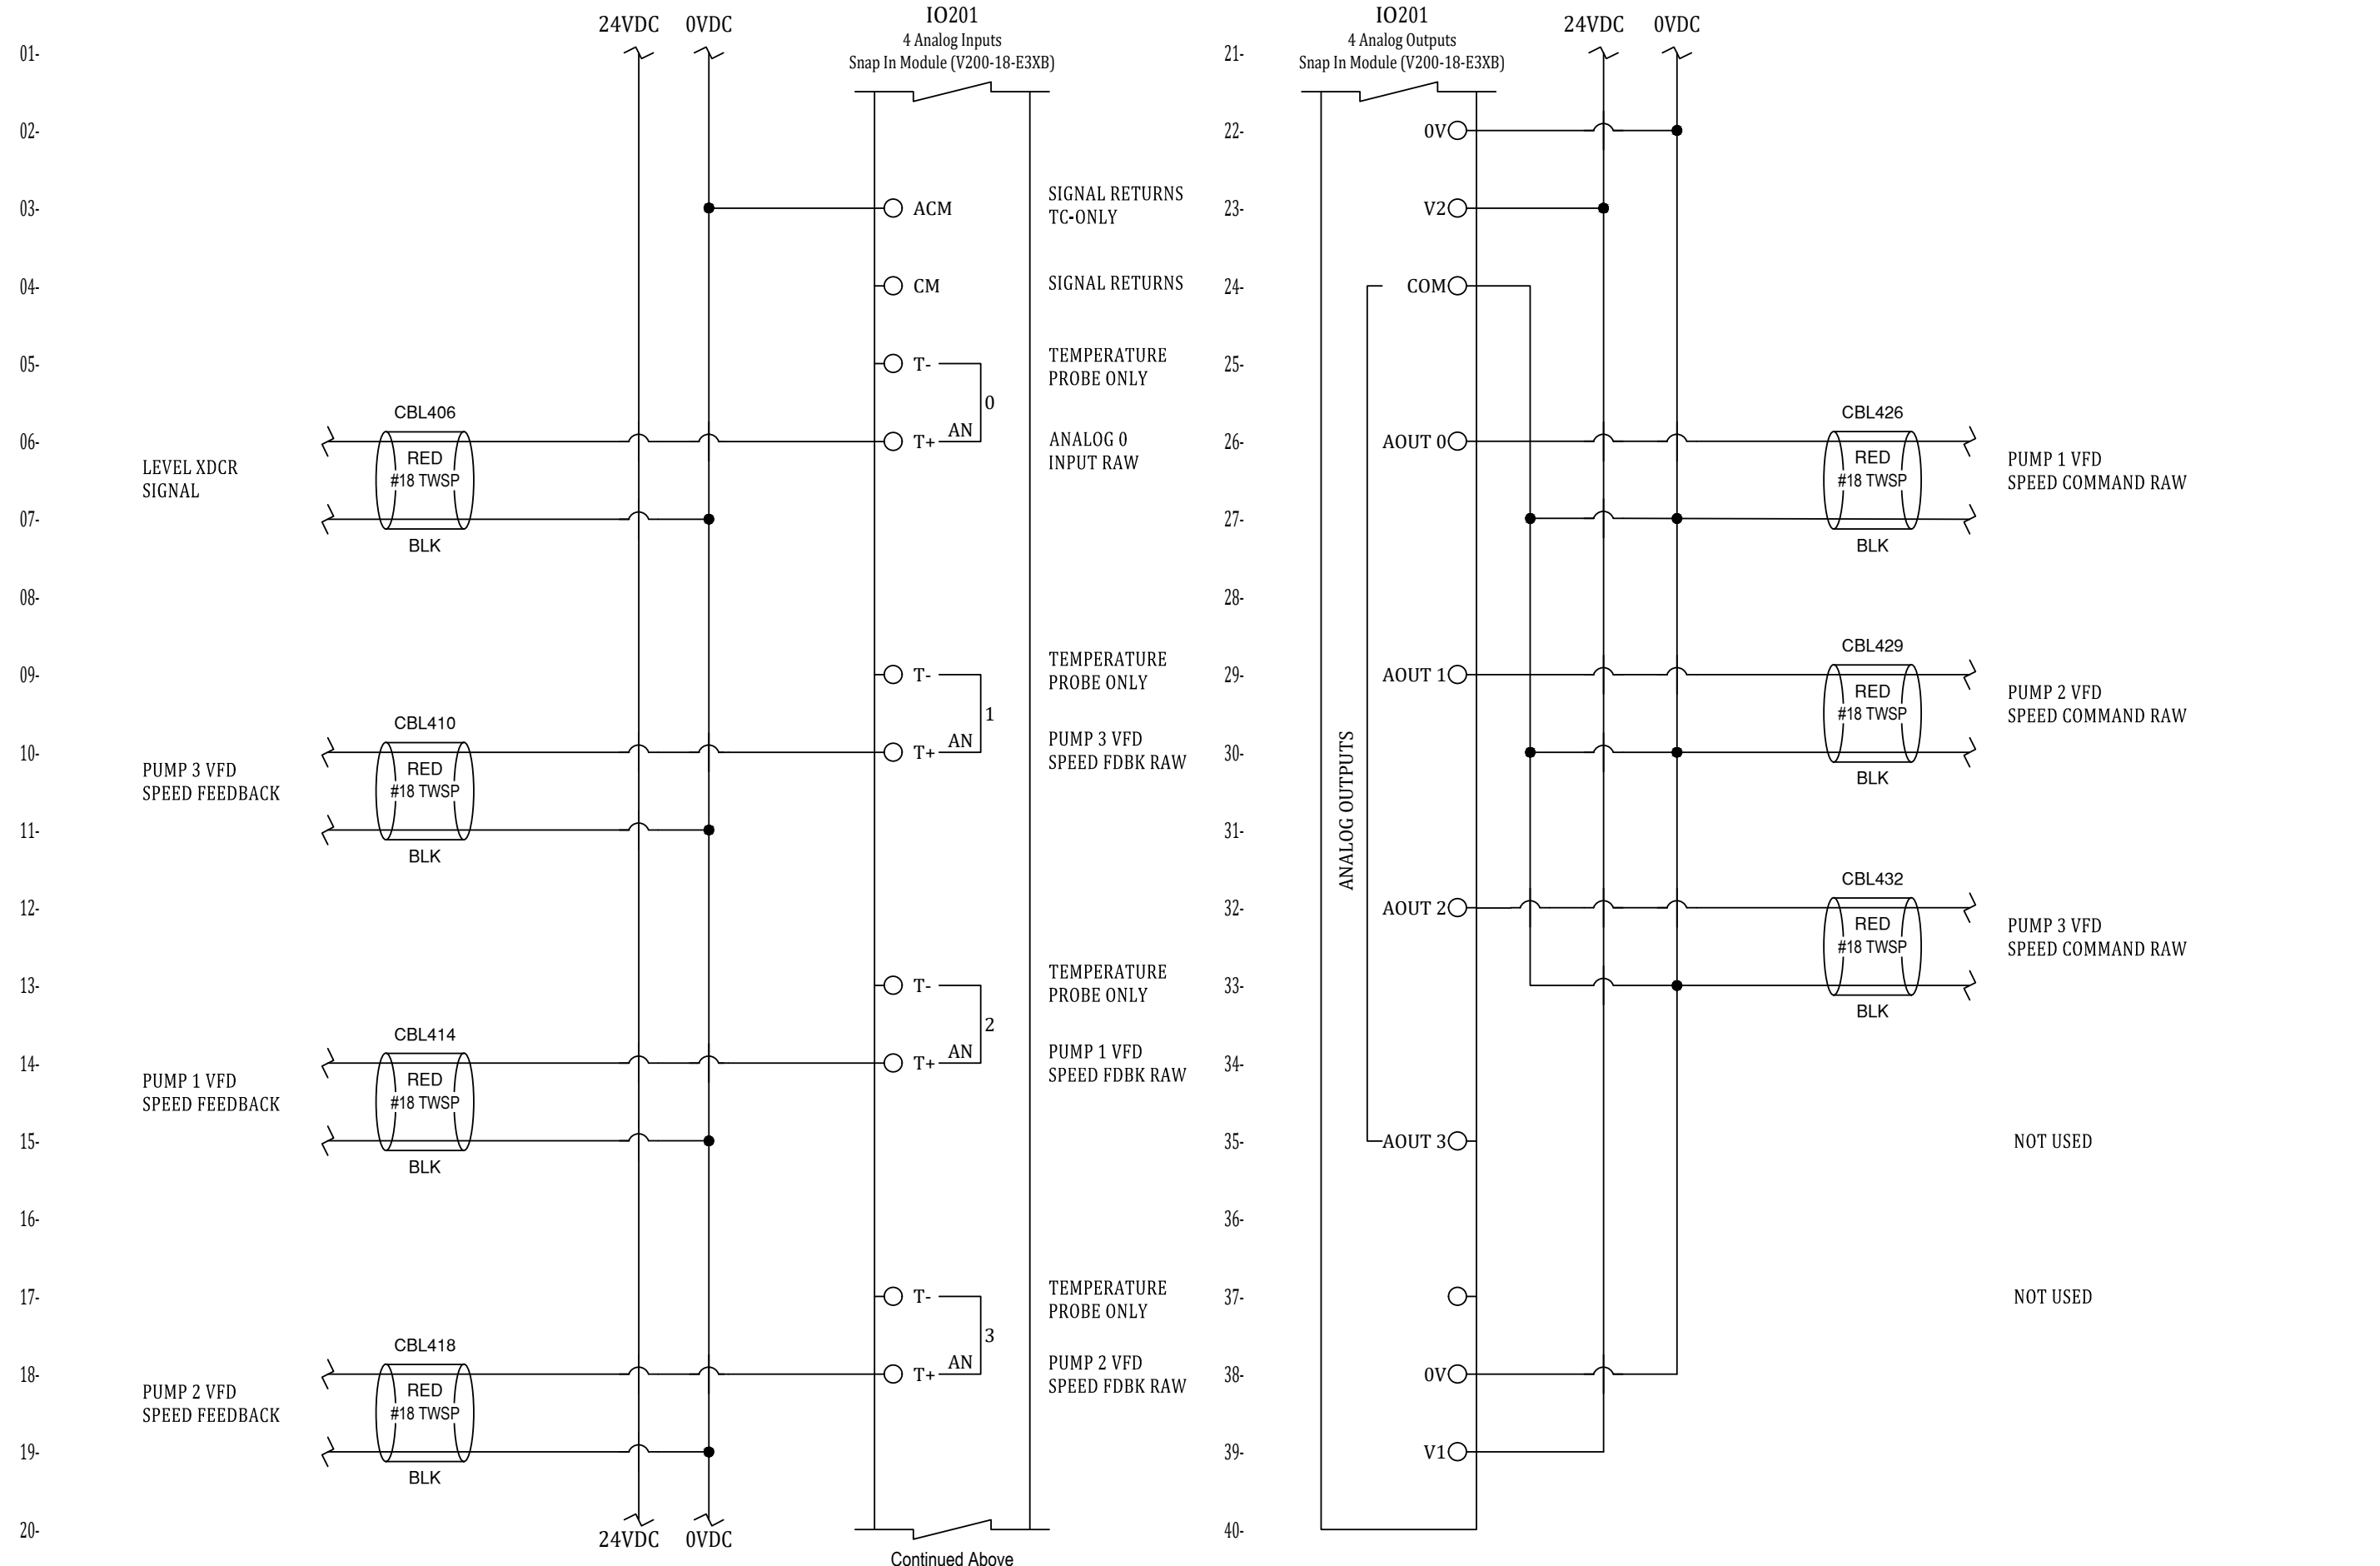 24VDC 0VDC
IO201
4 Analog Inputs
Snap In Module (V200-18-E3XB)
01-
02-
03-
ACM
SIGNAL RETURNS
TC-ONLY
04-
CM
SIGNAL RETURNS
05-
T-
TEMPERATURE
PROBE ONLY
0
CBL406
06-
T+ AN
ANALOG 0
INPUT RAW
LEVEL XDCR
SIGNAL
RED
#18 TWSP
07-
BLK
08-
09-
T-
TEMPERATURE
PROBE ONLY
1
CBL410
10-
T+ AN
PUMP 3 VFD
SPEED FDBK RAW
PUMP 3 VFD
SPEED FEEDBACK
RED
#18 TWSP
11-
BLK
12-
13-
T-
TEMPERATURE
PROBE ONLY
2
CBL414
14-
T+ AN
PUMP 1 VFD
SPEED FDBK RAW
PUMP 1 VFD
SPEED FEEDBACK
RED
#18 TWSP
15-
BLK
16-
17-
T-
TEMPERATURE
PROBE ONLY
3
CBL418
18-
T+ AN
PUMP 2 VFD
SPEED FDBK RAW
PUMP 2 VFD
SPEED FEEDBACK
RED
#18 TWSP
19-
BLK
20-
24VDC 0VDC
Continued Above
IO201
4 Analog Outputs
Snap In Module (V200-18-E3XB)
24VDC 0VDC
21-
22-
0V
23-
V2
24-
COM
25-
CBL426
26-
AOUT 0
RED
#18 TWSP
PUMP 1 VFD
SPEED COMMAND RAW
27-
BLK
28-
CBL429
29-
AOUT 1
RED
#18 TWSP
PUMP 2 VFD
SPEED COMMAND RAW
30-
BLK
ANALOG OUTPUTS
31-
CBL432
32-
AOUT 2
RED
#18 TWSP
PUMP 3 VFD
SPEED COMMAND RAW
33-
BLK
34-
35-
AOUT 3
NOT USED
36-
37-
NOT USED
38-
0V
39-
V1
40-